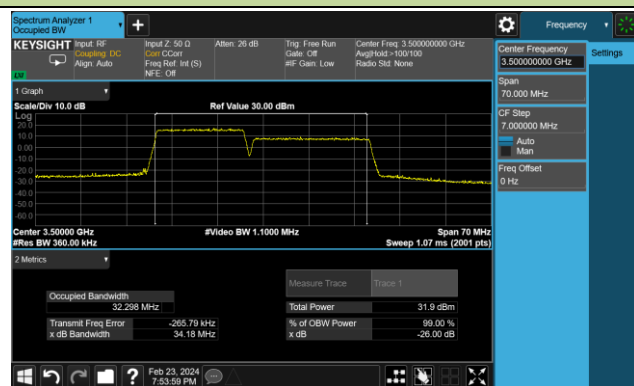 Spectrum Analyzer 1
Occupied BW
+
Frequency
KEYSIGHT
Input: RF
Coupling: DC
Align: Auto
Input Z: 50 Ω
Corr CCorr
Freq Ref: Int (S)
NFE: Off
Atten: 26 dB
Trig: Free Run
Gate: Off
#IF Gain: Low
Center Freq: 3.500000000 GHz
Avg|Hold:>100/100
Radio Std: None
Center Frequency
3.500000000 GHz
Settings
Span
70.000 MHz
CF Step
7.000000 MHz
Auto
Man
Freq Offset
0 Hz
1 Graph
Scale/Div 10.0 dB
Ref Value 30.00 dBm
Log
20.0
10.0
0.00
-10.0
-20.0
-30.0
-40.0
-50.0
-60.0
Center 3.50000 GHz
#Video BW 1.1000 MHz
Span 70 MHz
#Res BW 360.00 kHz
Sweep 1.07 ms (2001 pts)
2 Metrics
Measure Trace
Trace 1
Occupied Bandwidth
32.298 MHz
Total Power
31.9 dBm
Transmit Freq Error
-265.79 kHz
% of OBW Power
99.00 %
x dB Bandwidth
34.18 MHz
x dB
-26.00 dB
?
Feb 23, 2024
7:53:59 PM